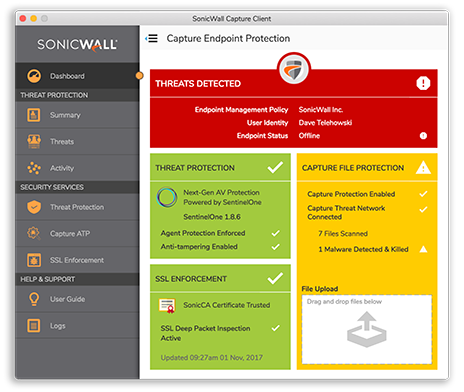 SonicWall Capture Client
SONICWALL
Capture Endpoint Protection
Dashboard
THREAT PROTECTION
Summary
Threats
Activity
SECURITY SERVICES
Threat Protection
Capture ATP
SSL Enforcement
HELP & SUPPORT
User Guide
Logs
THREATS DETECTED
Endpoint Management Policy SonicWall Inc.
User Identity Dave Telehowski
Endpoint Status Offline
THREAT PROTECTION
Next-Gen AV Protection
Powered by SentinelOne
SentinelOne 1.8.6
Agent Protection Enforced
Anti-tampering Enabled
SSL ENFORCEMENT
SonicCA Certificate Trusted
SSL Deep Packet Inspection
Active
Updated 09:27am 01 Nov, 2017
CAPTURE FILE PROTECTION
Capture Protection Enabled
Capture Threat Network
Connected
7 Files Scanned
1 Malware Detected & Killed
File Upload
Drag and drop files below